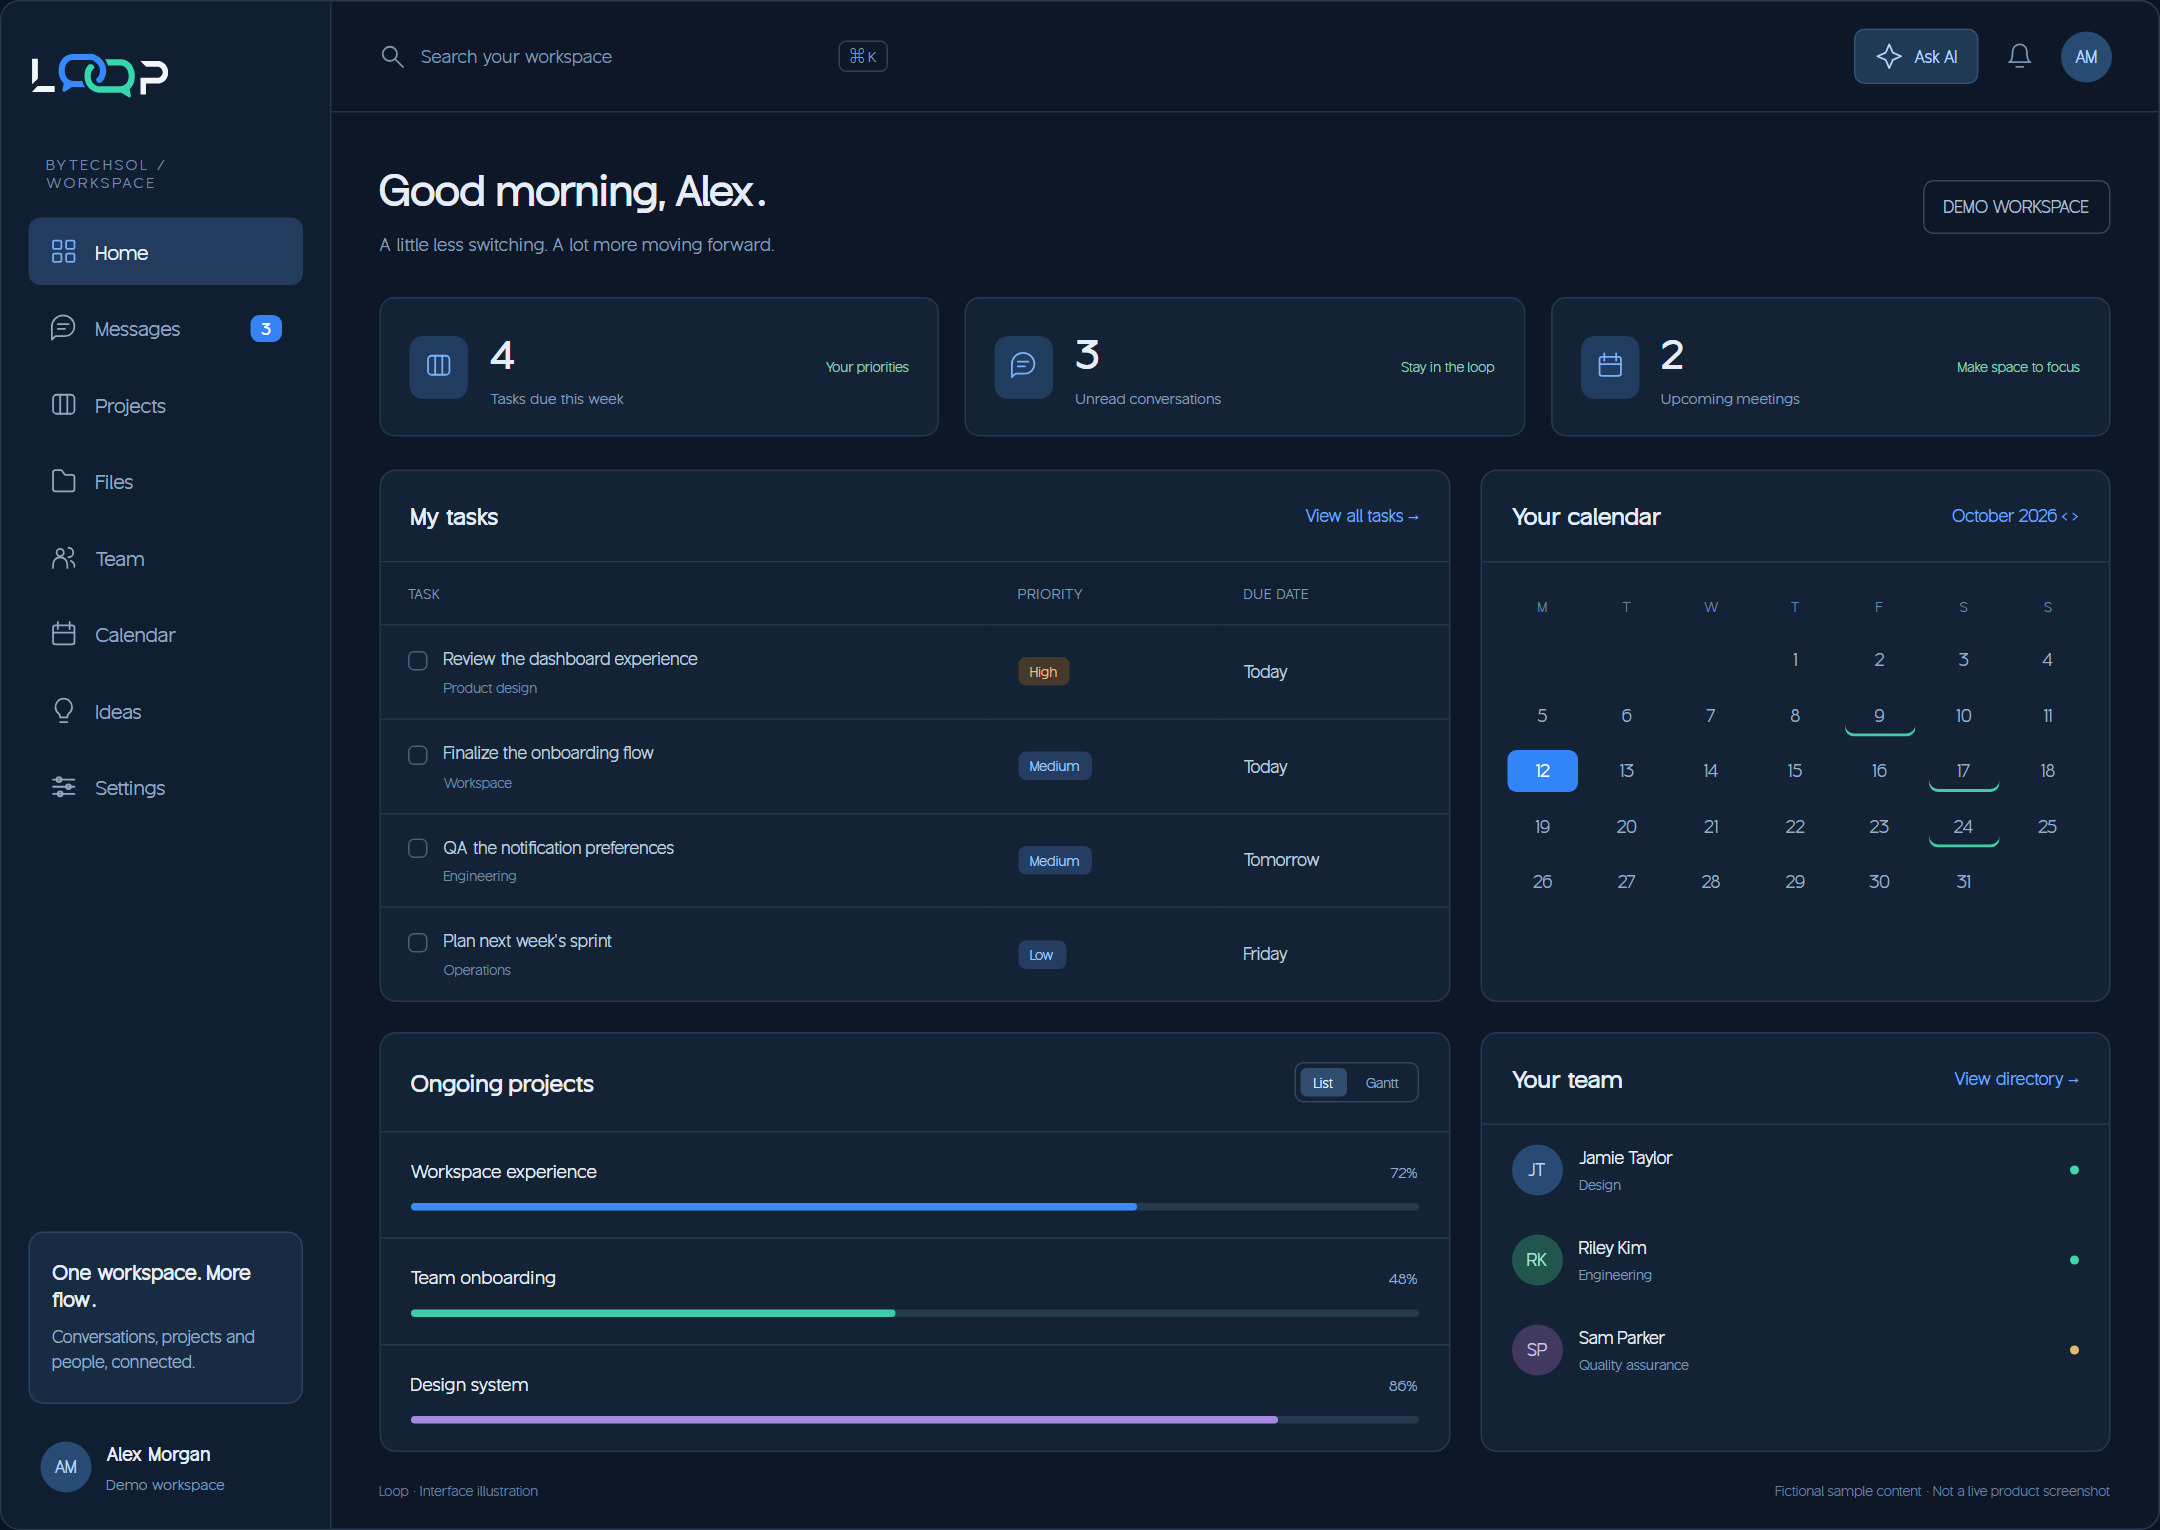 LOOP
Search your workspace
⌘ K
Ask AI
AM
BYTECHSOL /
WORKSPACE
Home
Messages
3
Projects
Files
Team
Calendar
Ideas
Settings
One workspace. More
flow.
Conversations, projects and
people, connected.
AM
Alex Morgan
Demo workspace
Good morning, Alex.
A little less switching. A lot more moving forward.
DEMO WORKSPACE
4
Tasks due this week
Your priorities
3
Unread conversations
Stay in the loop
2
Upcoming meetings
Make space to focus
My tasks
View all tasks →
TASK PRIORITY DUE DATE
Review the dashboard experience
Product design
High
Today
Finalize the onboarding flow
Workspace
Medium
Today
QA the notification preferences
Engineering
Medium
Tomorrow
Plan next week's sprint
Operations
Low
Friday
Your calendar
October 2026 ‹ ›
M T W T F S S
1 2 3 4
5 6 7 8 9 10 11
12 13 14 15 16 17 18
19 20 21 22 23 24 25
26 27 28 29 30 31
Ongoing projects
List Gantt
Workspace experience
72%
Team onboarding
48%
Design system
86%
Your team
View directory →
JT
Jamie Taylor
Design
RK
Riley Kim
Engineering
SP
Sam Parker
Quality assurance
Loop · Interface illustration
Fictional sample content · Not a live product screenshot